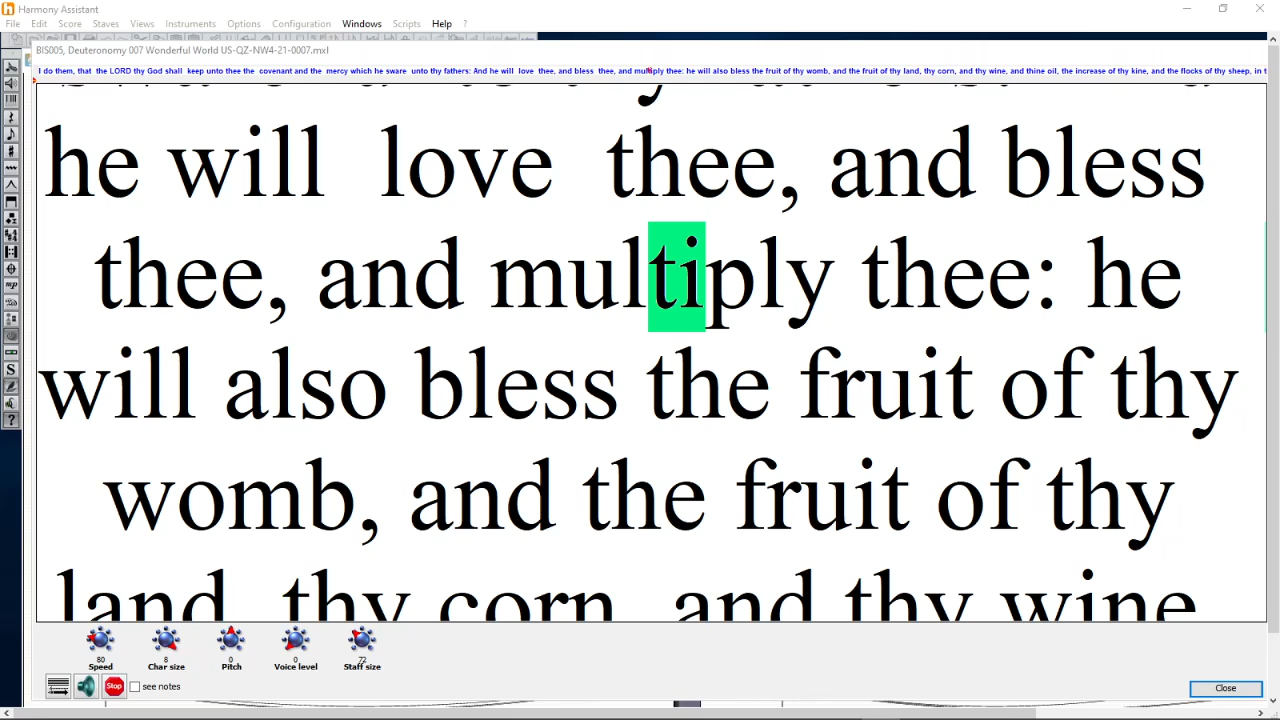 Harmony Assistant
File Edit Score Staves Views Instruments Options Configuration Windows Scripts Help ?
BIS005, Deuteronomy 007 Wonderful World US-QZ-NW4-21-0007.mxl
I do them, that the LORD thy God shall keep unto thee the covenant and the mercy which he sware unto thy fathers: And he will love thee, and bless thee, and multiply thee: he will also bless the fruit of thy womb, and the fruit of thy land, thy corn, and thy wine, and thine oil, the increase of thy kine, and the flocks of thy sheep, in t
he will love thee, and bless
thee, and multiply thee: he
will also bless the fruit of thy
womb, and the fruit of thy
land, thy corn, and thy wine
80 8 0 0 72
Speed Char size Pitch Voice level Staff size
Stop see notes Close